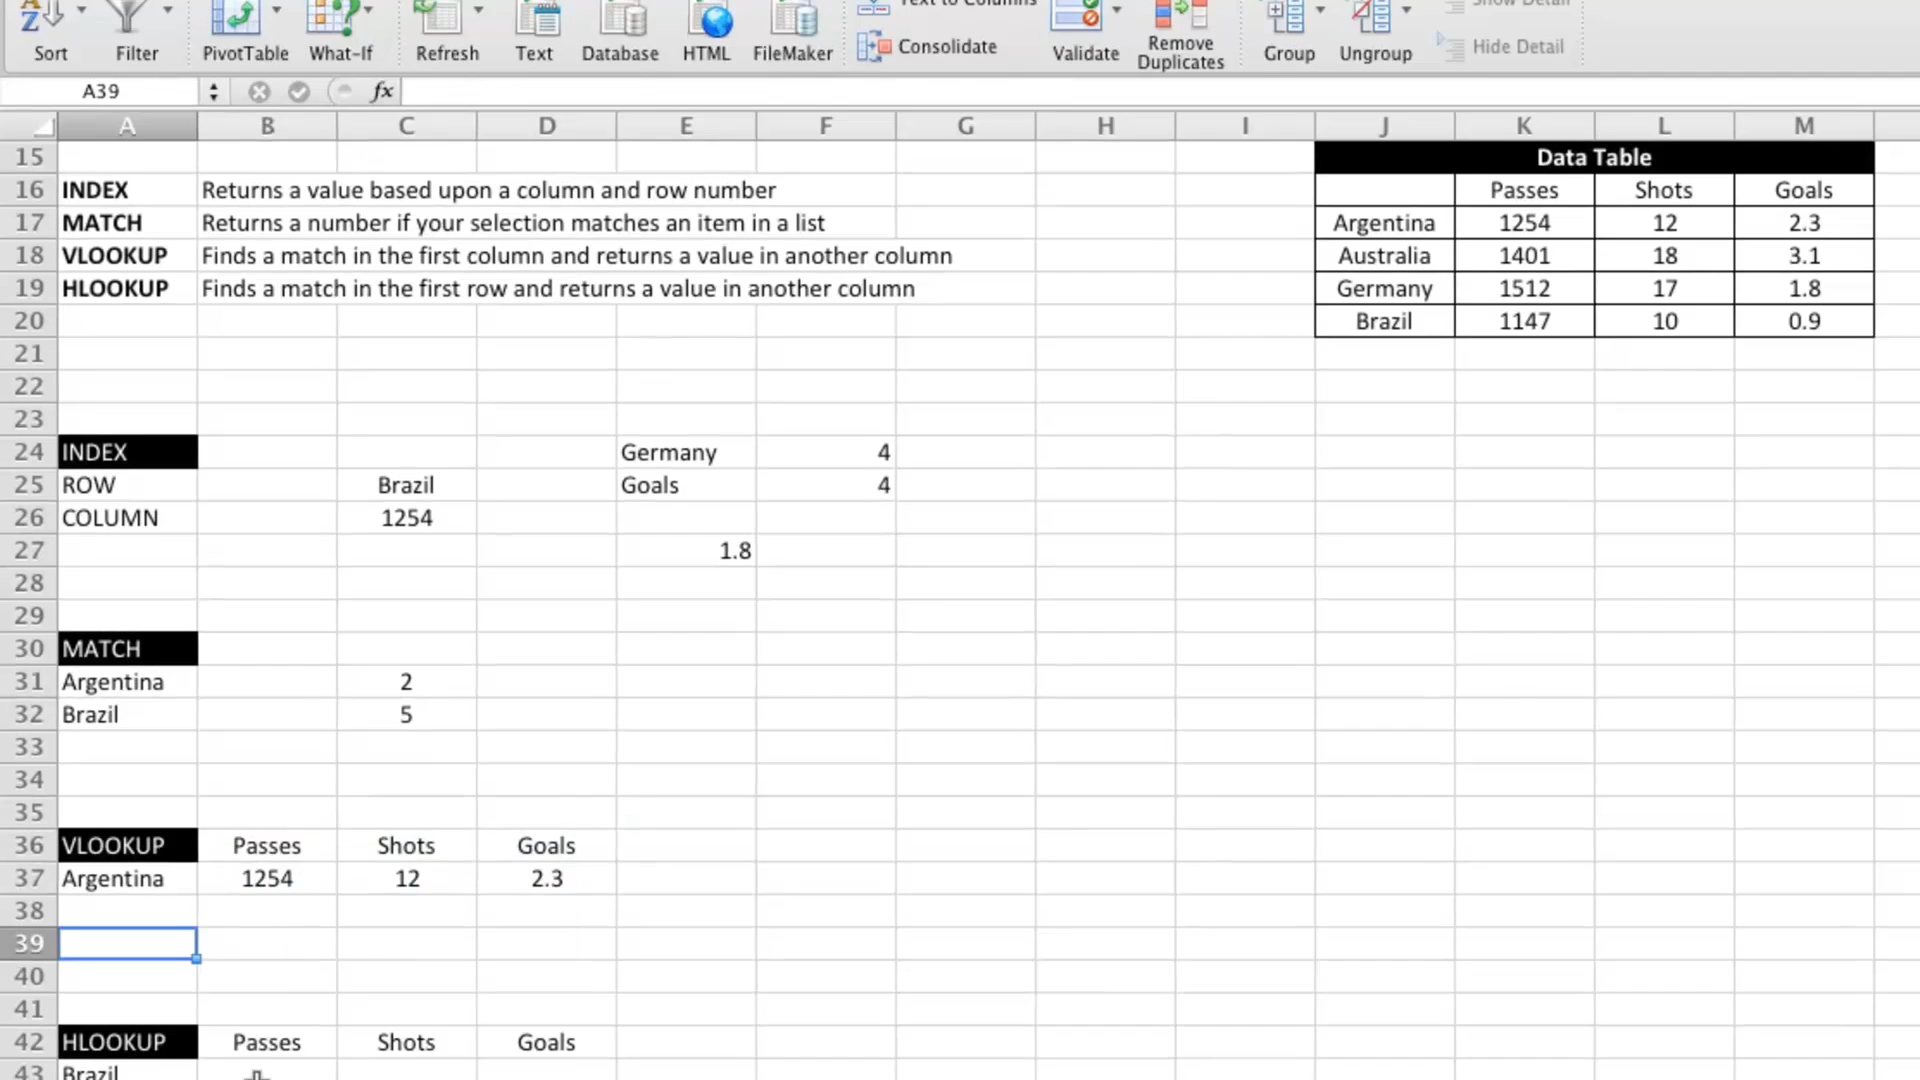 Text to Columns
Show Detail
Sort Filter PivotTable What-If Refresh Text Database HTML FileMaker Consolidate Validate Remove Duplicates Group Ungroup Hide Detail
A39 fx
A B C D E F G H I J K L M
15 Data Table
16 INDEX Returns a value based upon a column and row number Passes Shots Goals
17 MATCH Returns a number if your selection matches an item in a list Argentina 1254 12 2.3
18 VLOOKUP Finds a match in the first column and returns a value in another column Australia 1401 18 3.1
19 HLOOKUP Finds a match in the first row and returns a value in another column Germany 1512 17 1.8
20 Brazil 1147 10 0.9
21
22
23
24 INDEX Germany 4
25 ROW Brazil Goals 4
26 COLUMN 1254
27 1.8
28
29
30 MATCH
31 Argentina 2
32 Brazil 5
33
34
35
36 VLOOKUP Passes Shots Goals
37 Argentina 1254 12 2.3
38
39
40
41
42 HLOOKUP Passes Shots Goals
43 Brazil